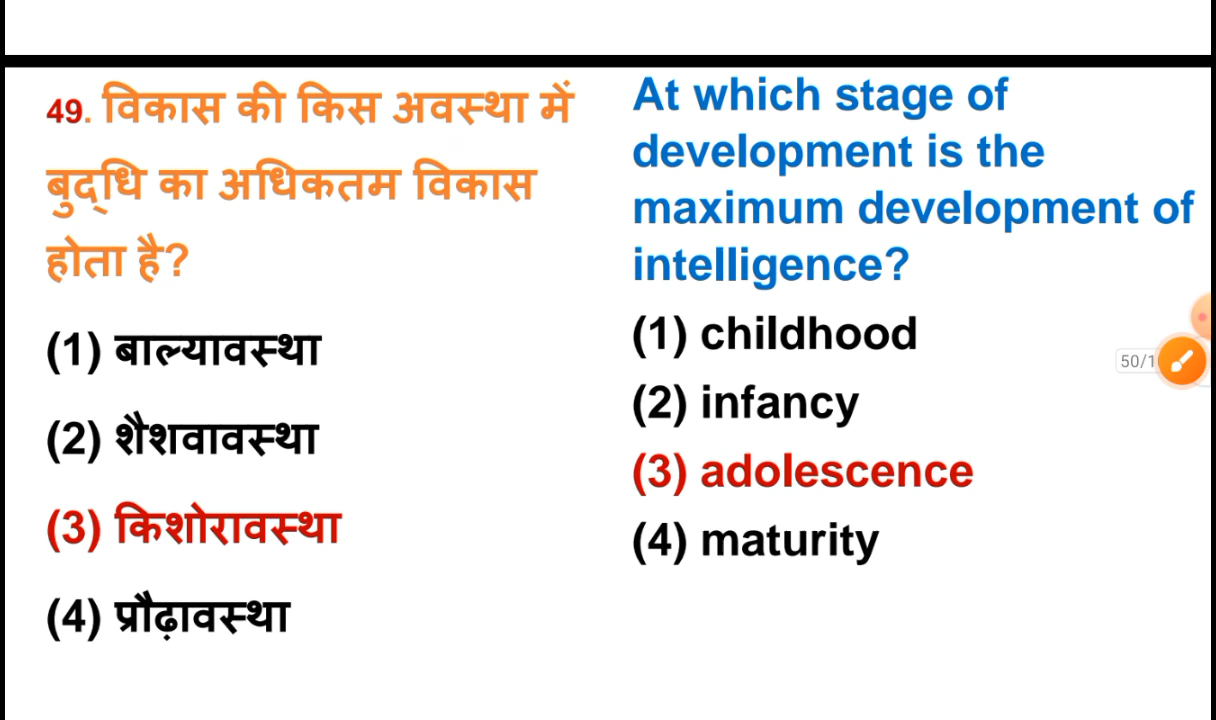 49. विकास की किस अवस्था में
बुद्धि का अधिकतम विकास
होता है?
(1) बाल्यावस्था
(2) शैशवावस्था
(3) किशोरावस्था
(4) प्रौढ़ावस्था
At which stage of
development is the
maximum development of
intelligence?
(1) childhood
(2) infancy
(3) adolescence
(4) maturity
50/1